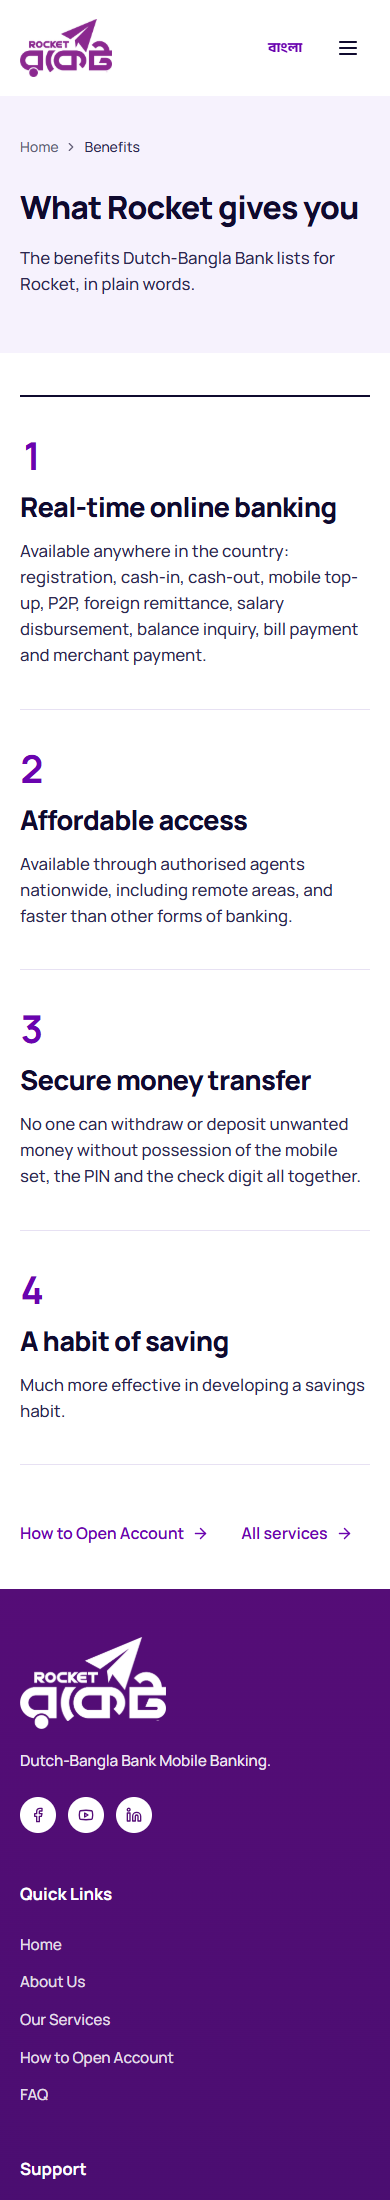 ROCKET
রকেট
বাংলা
Home > Benefits
What Rocket gives you
The benefits Dutch-Bangla Bank lists for
Rocket, in plain words.
1
Real-time online banking
Available anywhere in the country:
registration, cash-in, cash-out, mobile top-
up, P2P, foreign remittance, salary
disbursement, balance inquiry, bill payment
and merchant payment.
2
Affordable access
Available through authorised agents
nationwide, including remote areas, and
faster than other forms of banking.
3
Secure money transfer
No one can withdraw or deposit unwanted
money without possession of the mobile
set, the PIN and the check digit all together.
4
A habit of saving
Much more effective in developing a savings
habit.
How to Open Account → All services →
ROCKET
রকেট
Dutch-Bangla Bank Mobile Banking.
Quick Links
Home
About Us
Our Services
How to Open Account
FAQ
Support